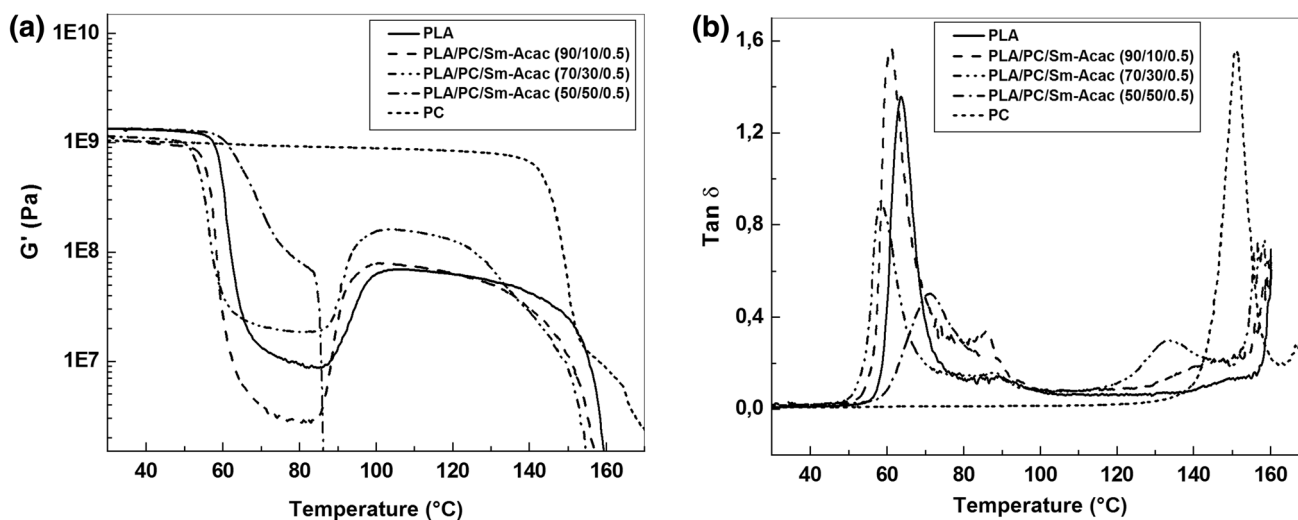 (a)
1E10
1E9
1E8
1E7
G' (Pa)
PLA
PLA/PC/Sm-Acac (90/10/0.5)
PLA/PC/Sm-Acac (70/30/0.5)
PLA/PC/Sm-Acac (50/50/0.5)
PC
40 60 80 100 120 140 160
Temperature (°C)
(b)
1,6
1,2
0,8
0,4
0,0
Tan δ
PLA
PLA/PC/Sm-Acac (90/10/0.5)
PLA/PC/Sm-Acac (70/30/0.5)
PLA/PC/Sm-Acac (50/50/0.5)
PC
40 60 80 100 120 140 160
Temperature (°C)